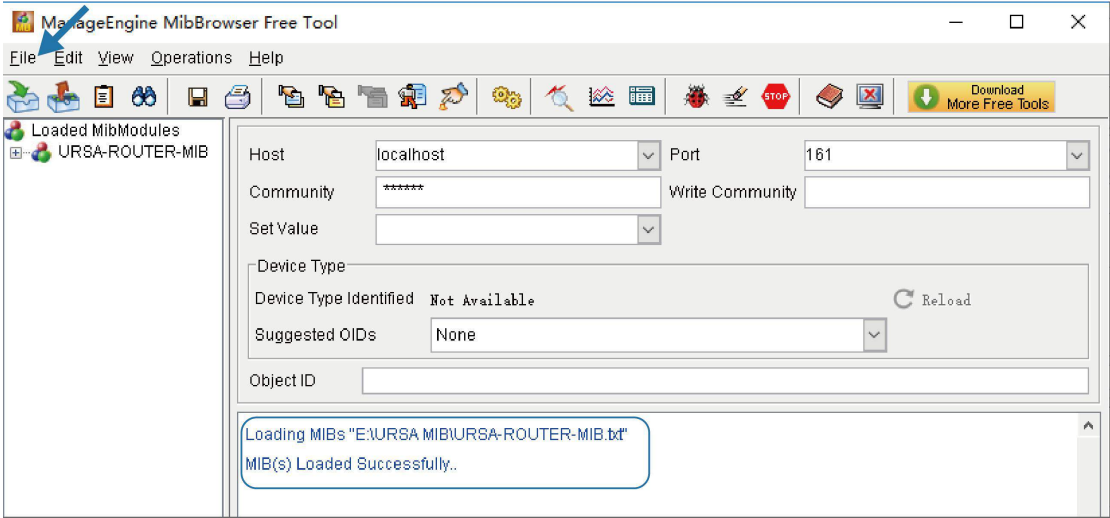 ManageEngine MibBrowser Free Tool
File Edit View Operations Help
STOP
Download
More Free Tools
Loaded MibModules
URSA-ROUTER-MIB
Host localhost Port 161
Community ****** Write Community
Set Value
Device Type
Device Type Identified Not Available Reload
Suggested OIDs None
Object ID
Loading MIBs "E:\URSA MIB\URSA-ROUTER-MIB.txt"
MIB(s) Loaded Successfully..